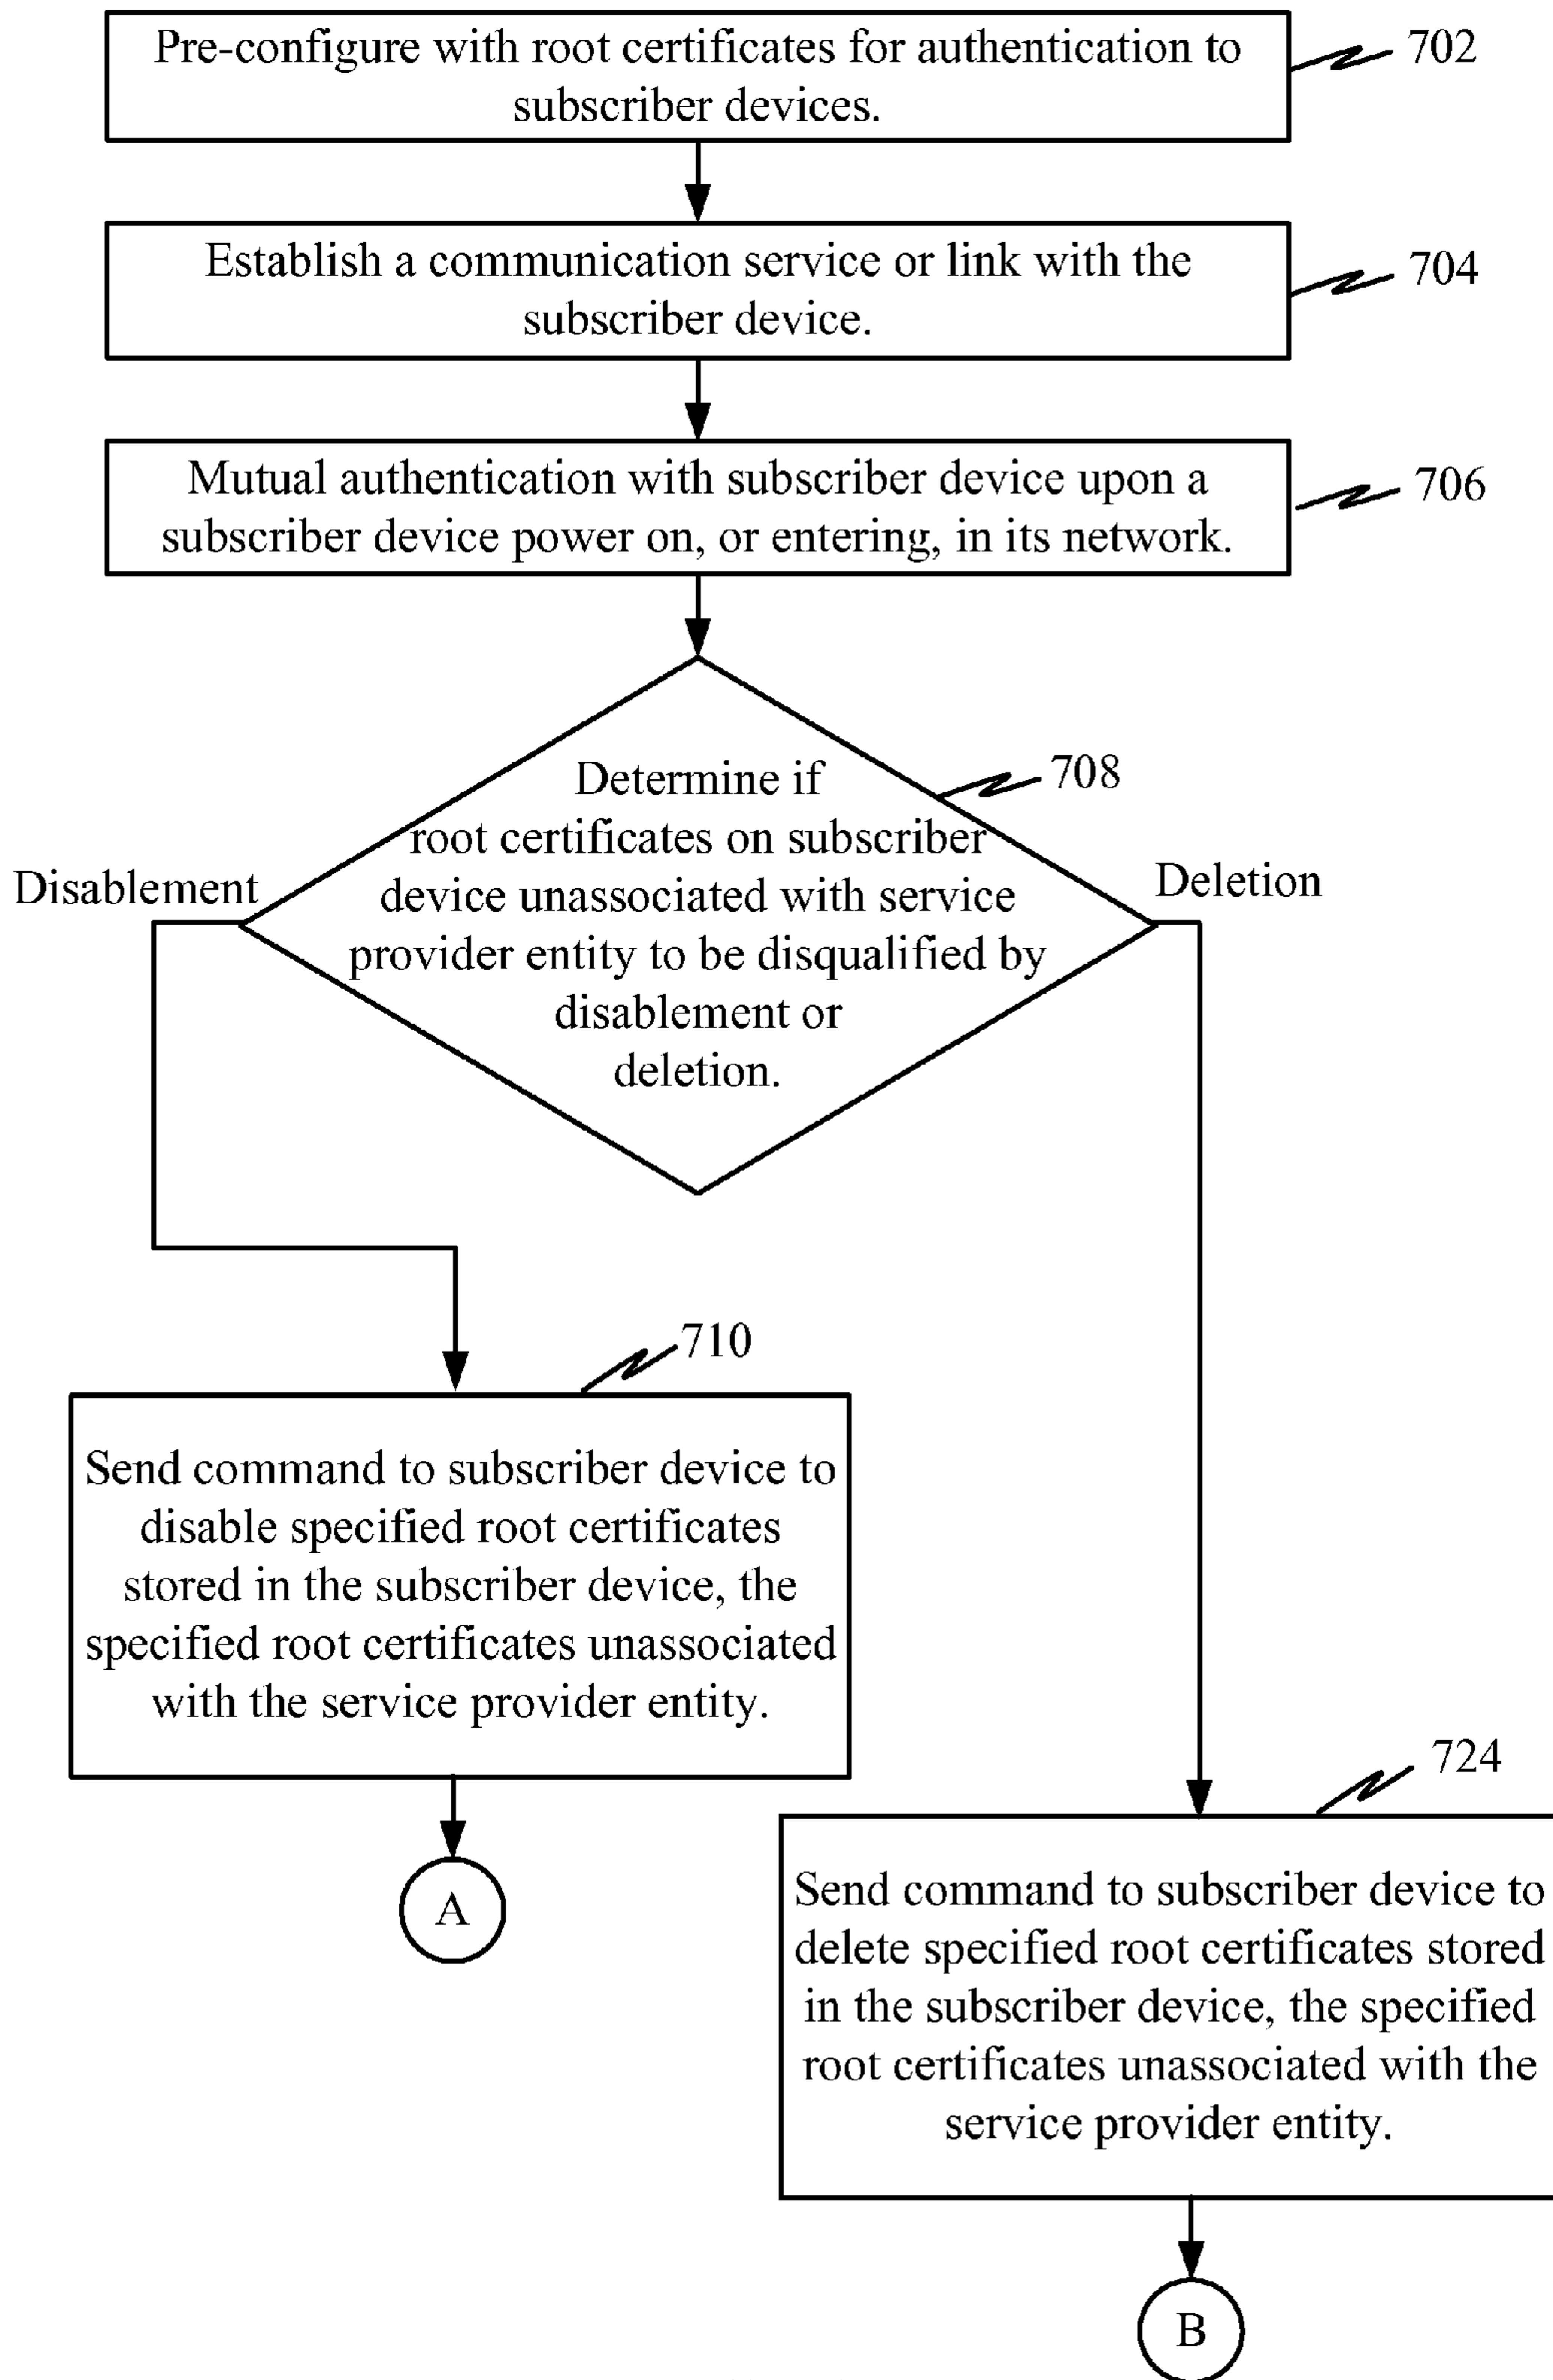 Pre-configure with root certificates for authentication to
subscriber devices.
702
Establish a communication service or link with the
subscriber device.
704
Mutual authentication with subscriber device upon a
subscriber device power on, or entering, in its network.
706
Determine if
root certificates on subscriber
device unassociated with service
provider entity to be disqualified by
disablement or
deletion.
708
Disablement
Deletion
710
Send command to subscriber device to
disable specified root certificates
stored in the subscriber device, the
specified root certificates unassociated
with the service provider entity.
A
724
Send command to subscriber device to
delete specified root certificates stored
in the subscriber device, the specified
root certificates unassociated with the
service provider entity.
B